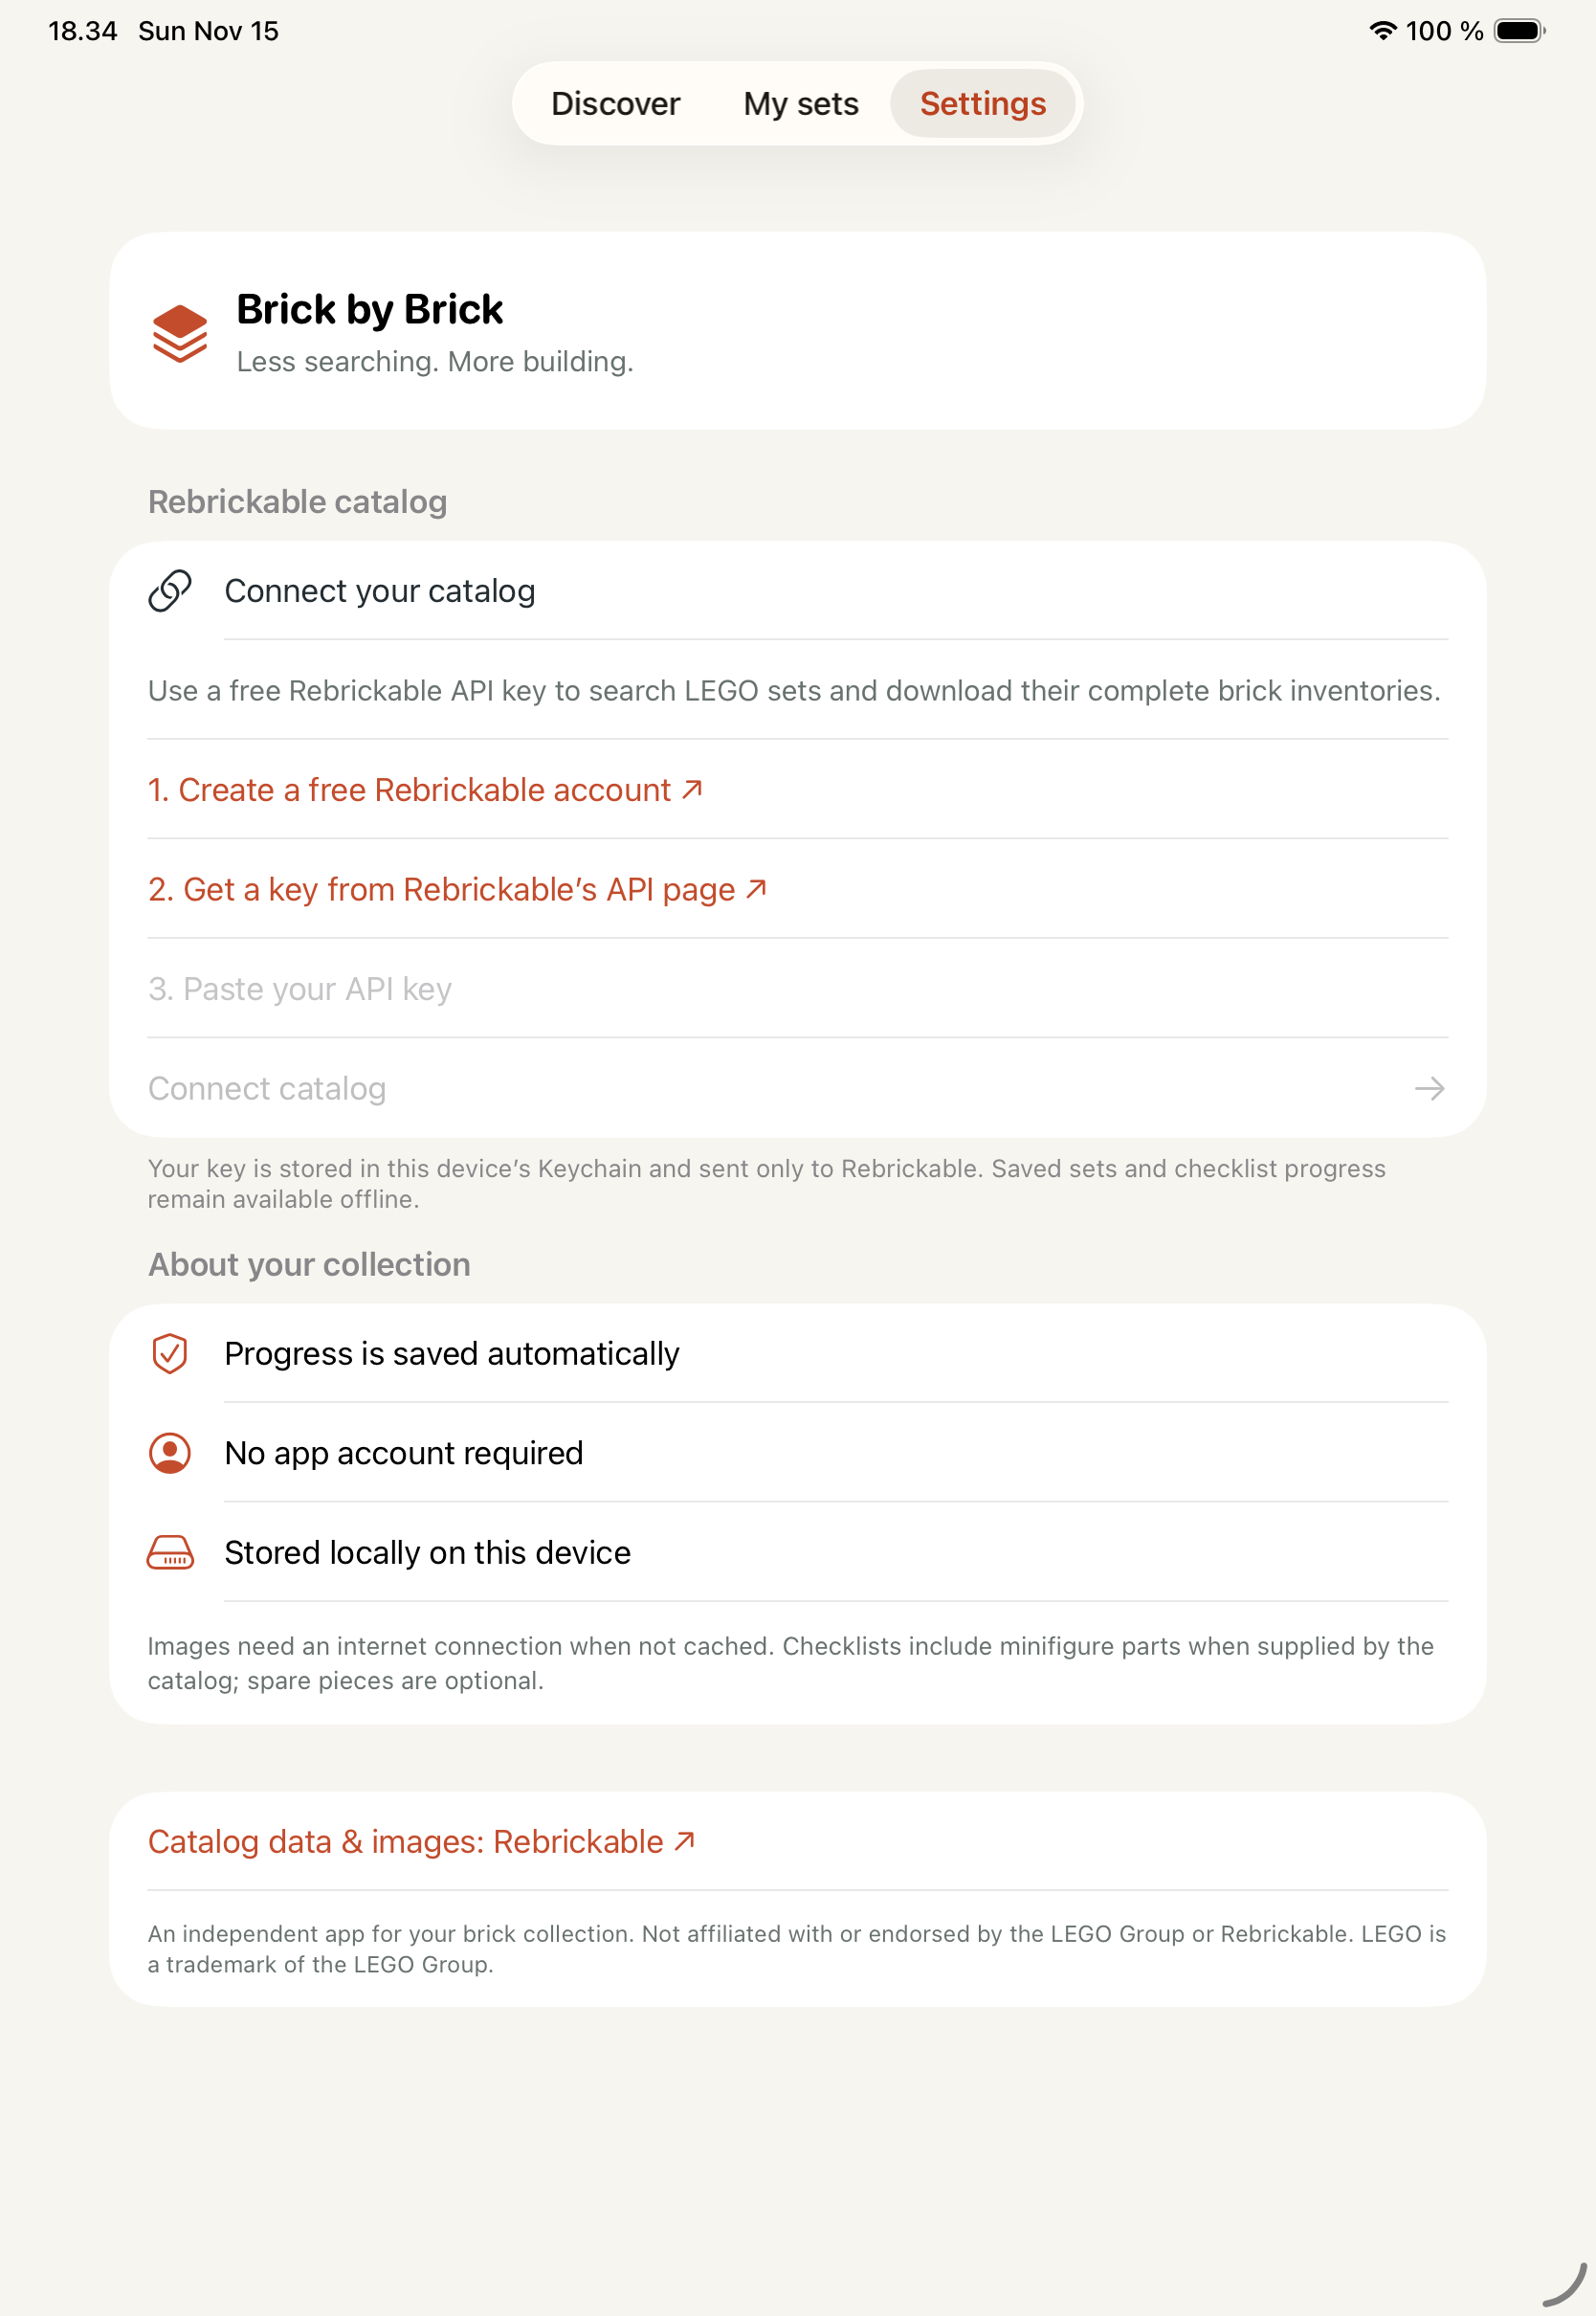 18.34 Sun Nov 15 100 %
Discover My sets Settings
Brick by Brick
Less searching. More building.
Rebrickable catalog
Connect your catalog
Use a free Rebrickable API key to search LEGO sets and download their complete brick inventories.
1. Create a free Rebrickable account ↗
2. Get a key from Rebrickable’s API page ↗
3. Paste your API key
Connect catalog →
Your key is stored in this device’s Keychain and sent only to Rebrickable. Saved sets and checklist progress
remain available offline.
About your collection
Progress is saved automatically
No app account required
Stored locally on this device
Images need an internet connection when not cached. Checklists include minifigure parts when supplied by the
catalog; spare pieces are optional.
Catalog data & images: Rebrickable ↗
An independent app for your brick collection. Not affiliated with or endorsed by the LEGO Group or Rebrickable. LEGO is
a trademark of the LEGO Group.